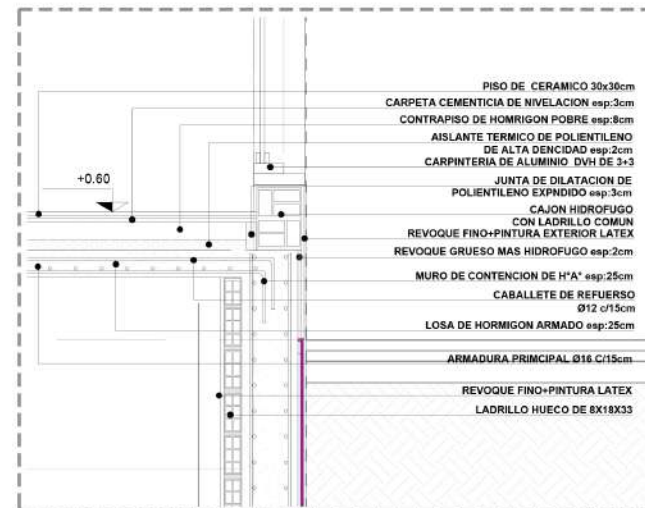 PISO DE CERAMICO 30x30cm
CARPETA CEMENTICIA DE NIVELACION esp:3cm
CONTRAPISO DE HOMRIGON POBRE esp:8cm
AISLANTE TERMICO DE POLIENTILENO
DE ALTA DENCIDAD esp:2cm
CARPINTERIA DE ALUMINIO DVH DE 3+3
+0.60
JUNTA DE DILATACION DE
POLIENTILENO EXPNDIDO esp:3cm
CAJON HIDROFUGO
CON LADRILLO COMUN
REVOQUE FINO+PINTURA EXTERIOR LATEX
REVOQUE GRUESO MAS HIDROFUGO esp:2cm
MURO DE CONTENCION DE H°A° esp:25cm
CABALLETE DE REFUERSO
Ø12 c/15cm
LOSA DE HORMIGON ARMADO esp:25cm
ARMADURA PRIMCIPAL Ø16 C/15cm
REVOQUE FINO+PINTURA LATEX
LADRILLO HUECO DE 8X18X33